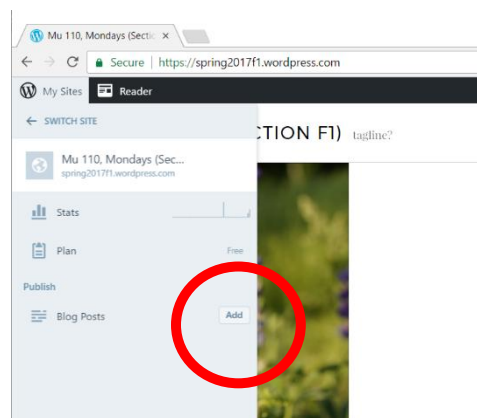 Mu 110, Mondays (Sectic
Secure | https://spring2017f1.wordpress.com
My Sites Reader
SWITCH SITE
CTION F1) tagline?
Mu 110, Mondays (Sec...
spring2017f1.wordpress.com
Stats
Plan Free
Publish
Blog Posts Add